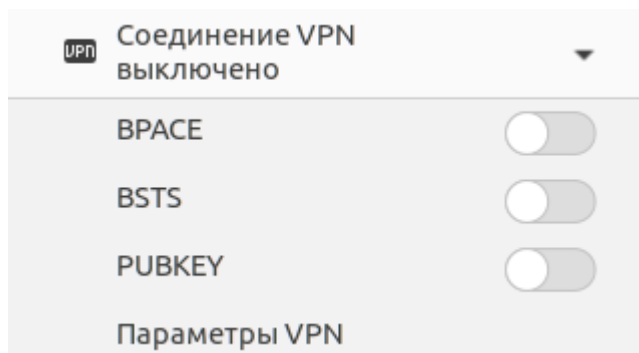 VPN
Соединение VPN
выключено
BPACE
BSTS
PUBKEY
Параметры VPN